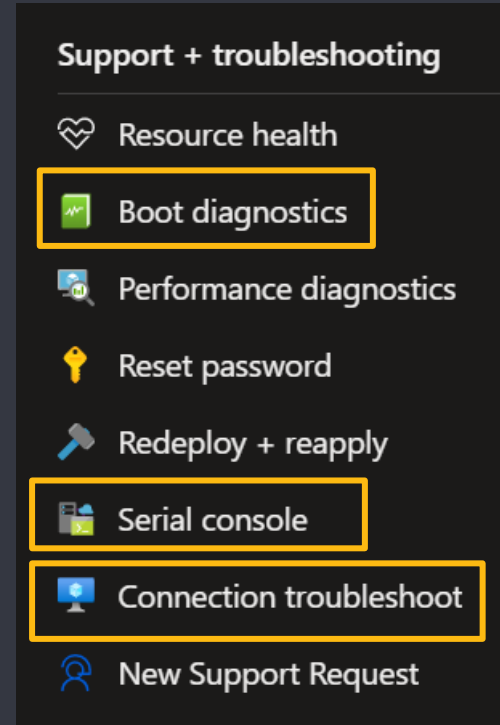 Support + troubleshooting
Resource health
Boot diagnostics
Performance diagnostics
Reset password
Redeploy + reapply
Serial console
Connection troubleshoot
New Support Request